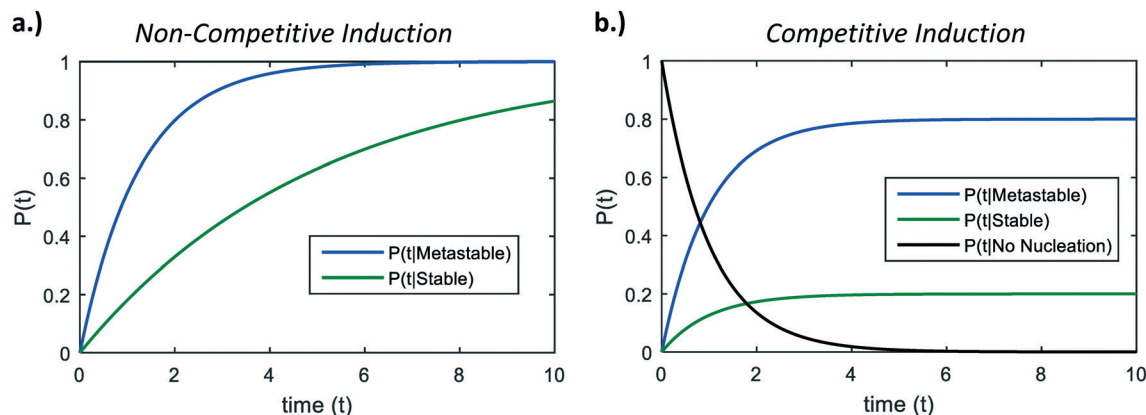 a.)
Non-Competitive Induction
P(t)
1
0.8
0.6
0.4
0.2
0
0 2 4 6 8 10
time (t)
P(t|Metastable)
P(t|Stable)
b.)
Competitive Induction
P(t)
1
0.8
0.6
0.4
0.2
0
0 2 4 6 8 10
time (t)
P(t|Metastable)
P(t|Stable)
P(t|No Nucleation)